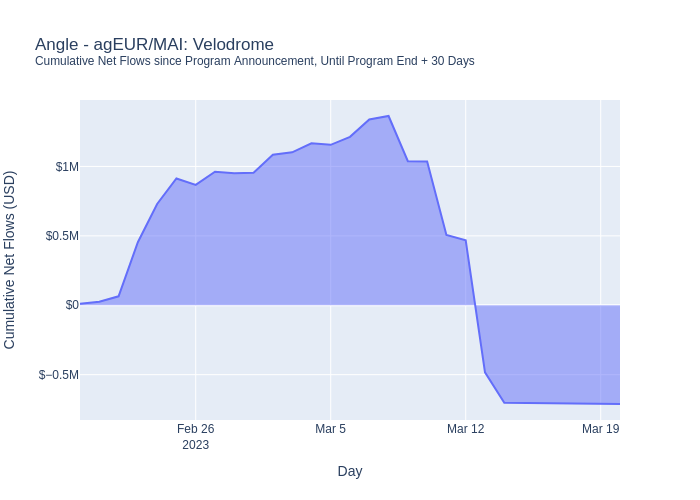 Angle - agEUR/MAI: Velodrome
Cumulative Net Flows since Program Announcement, Until Program End + 30 Days
Cumulative Net Flows (USD)
$1M
$0.5M
$0
$−0.5M
Feb 26
2023
Mar 5
Mar 12
Mar 19
Day